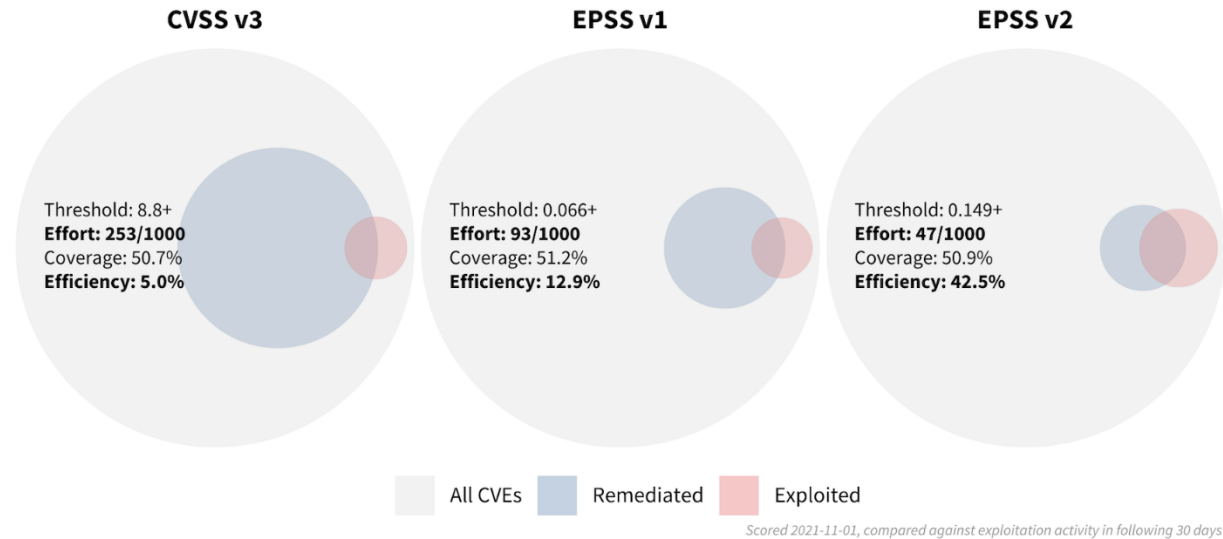 CVSS v3
Threshold: 8.8+
Effort: 253/1000
Coverage: 50.7%
Efficiency: 5.0%
EPSS v1
Threshold: 0.066+
Effort: 93/1000
Coverage: 51.2%
Efficiency: 12.9%
EPSS v2
Threshold: 0.149+
Effort: 47/1000
Coverage: 50.9%
Efficiency: 42.5%
All CVEs
Remediated
Exploited
Scored 2021-11-01, compared against exploitation activity in following 30 days